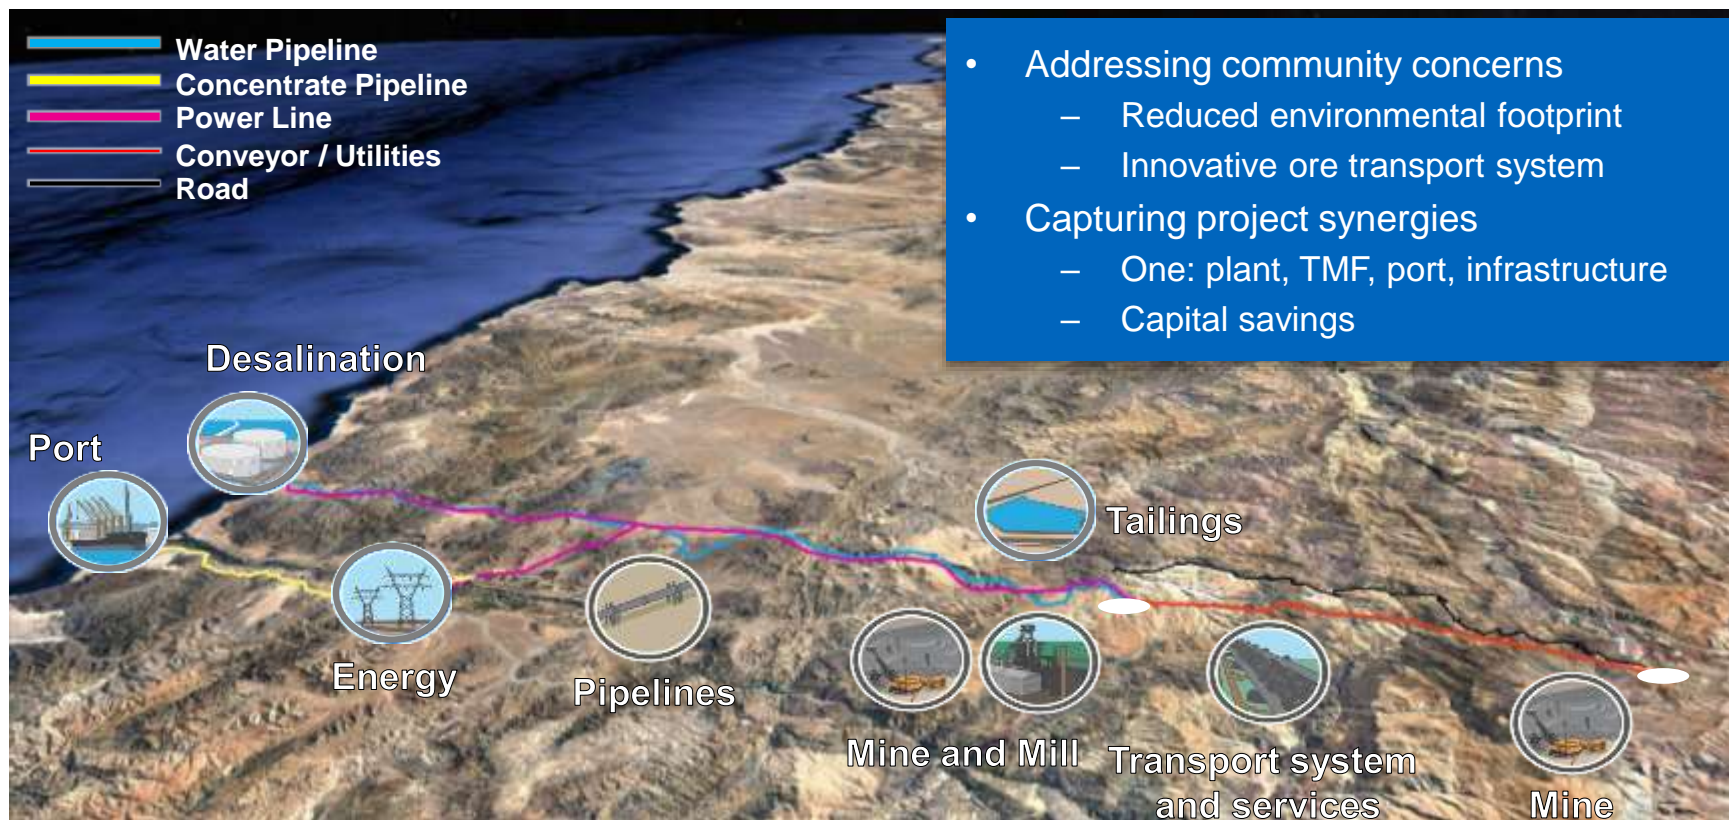 Water Pipeline
Concentrate Pipeline
Power Line
Conveyor / Utilities
Road
• Addressing community concerns
– Reduced environmental footprint
– Innovative ore transport system
• Capturing project synergies
– One: plant, TMF, port, infrastructure
– Capital savings
Desalination
Port
Tailings
Energy
Pipelines
Mine and Mill
Transport system
and services
Mine